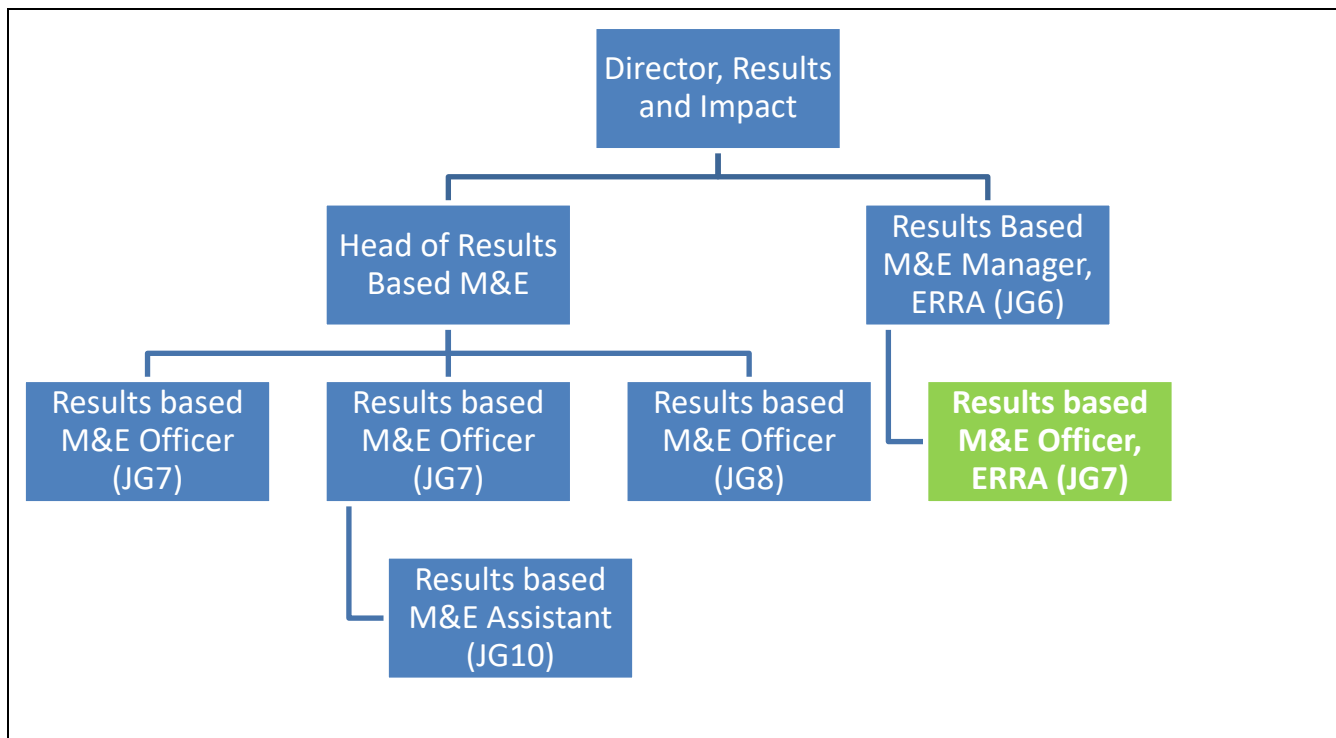 Director, Results
and Impact
Head of Results
Based M&E
Results Based
M&E Manager,
ERRA (JG6)
Results based
M&E Officer
(JG7)
Results based
M&E Officer
(JG7)
Results based
M&E Officer
(JG8)
Results based
M&E Officer,
ERRA (JG7)
Results based
M&E Assistant
(JG10)